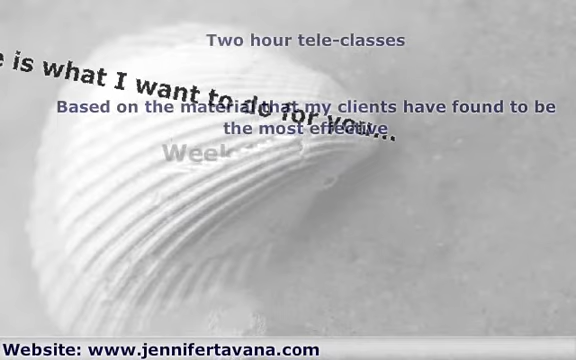 Two hour tele-classes
is what I want to do for you...
Based on the material that my clients have found to be
the most effective
Week
Website: www.jennifertavana.com